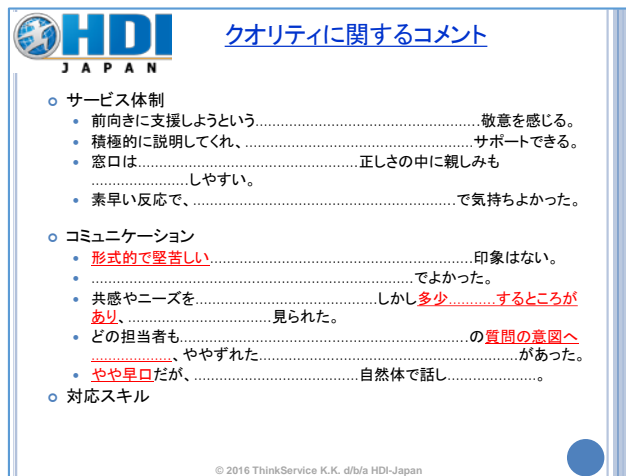 HDI
JAPAN
クオリティに関するコメント
サービス体制
前向きに支援しようという................................................敬意を感じる。
積極的に説明してくれ、.................................................サポートできる。
窓口は...............................................正しさの中に親しみも
.....................しやすい。
素早い反応で、.........................................................で気持ちよかった。
コミュニケーション
形式的で堅苦しい.........................................................印象はない。
......................................................................でよかった。
共感やニーズを.......................................しかし多少..........するところが
あり、...............................見られた。
どの担当者も..............................................................の質問の意図へ
.................、ややずれた........................................................があった。
やや早口だが、....................................自然体で話し....................。
対応スキル
© 2016 ThinkService K.K. d/b/a HDI-Japan